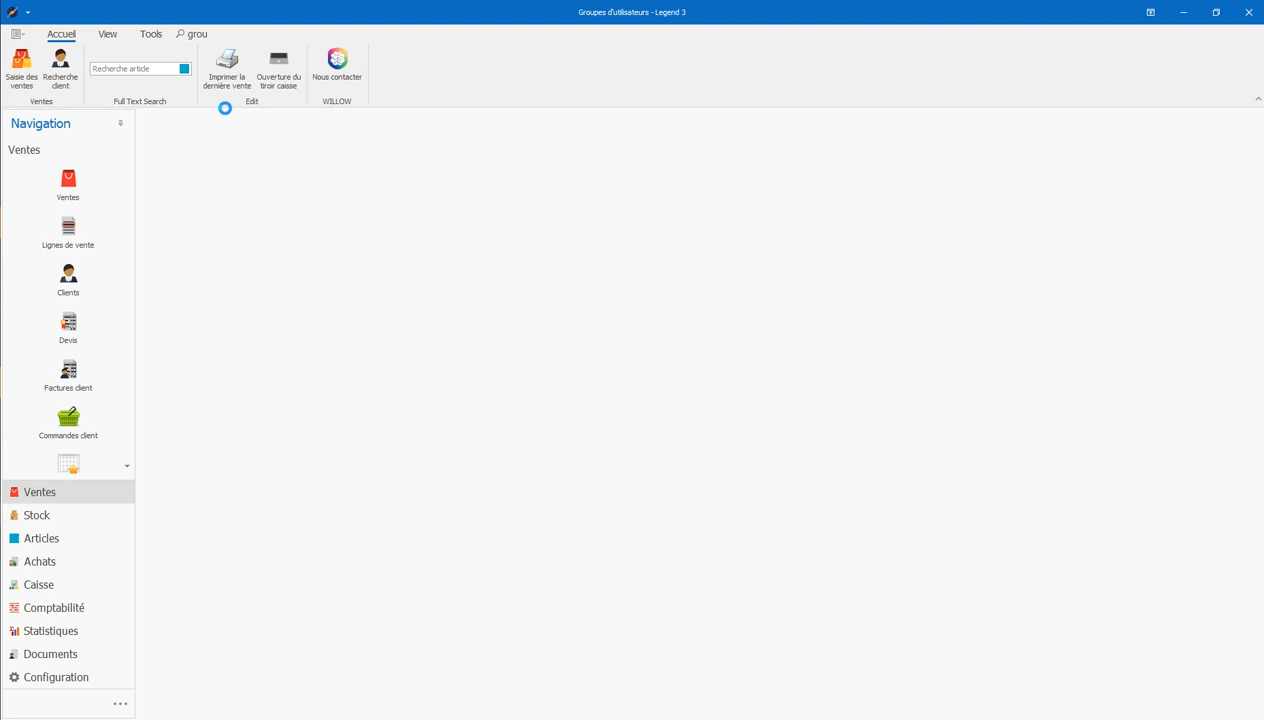 Groupes d'utilisateurs - Legend 3
Accueil
View
Tools
grou
Saisie des
ventes
Recherche
client
Ventes
Recherche article
Full Text Search
Imprimer la
dernière vente
Ouverture du
tiroir caisse
Edit
Nous contacter
WILLOW
Navigation
Ventes
Ventes
Lignes de vente
Clients
Devis
Factures client
Commandes client
Ventes
Stock
Articles
Achats
Caisse
Comptabilité
Statistiques
Documents
Configuration